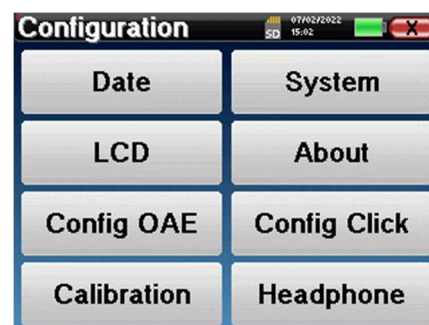 Configuration
SD
07/02/2022
15:02
X
Date
System
LCD
About
Config OAE
Config Click
Calibration
Headphone